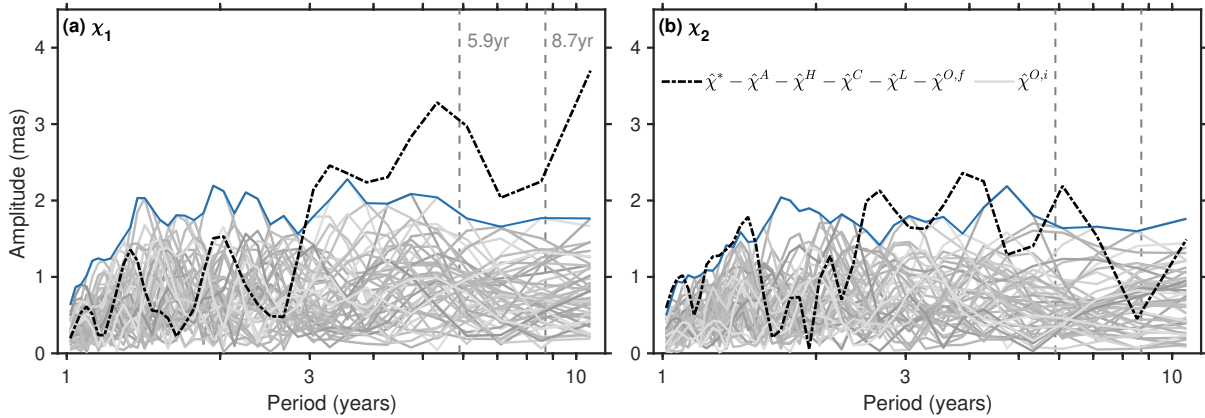 (a) χ₁
5.9yr
8.7yr
Amplitude (mas)
4
3
2
1
0
1
3
10
Period (years)
(b) χ₂
χ̂* − χ̂ᴬ − χ̂ᴴ − χ̂ᶜ − χ̂ᴸ − χ̂ᴼ,ᶠ
χ̂ᴼ,ⁱ
4
3
2
1
0
1
3
10
Period (years)